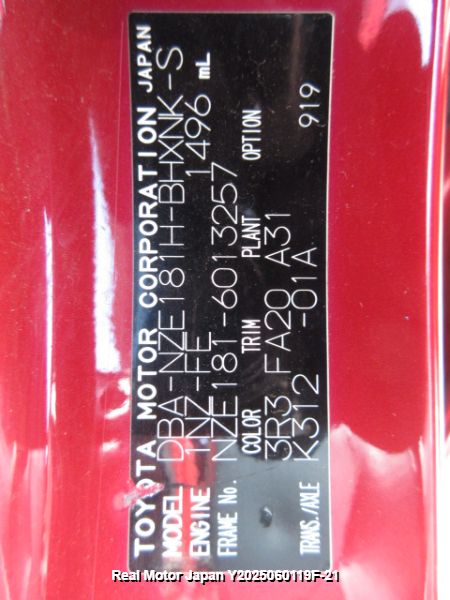 TOYOTA MOTOR CORPORATION JAPAN
MODEL DBA-NZE181H-BHXNK-S
ENGINE 1NZ-FE 1496 mL
FRAME No. NZE181-6013257
COLOR TRIM PLANT OPTION
3R3 FA20 A31
TRANS./AXLE K312 -01A 919
Real Motor Japan Y2025060119F-21